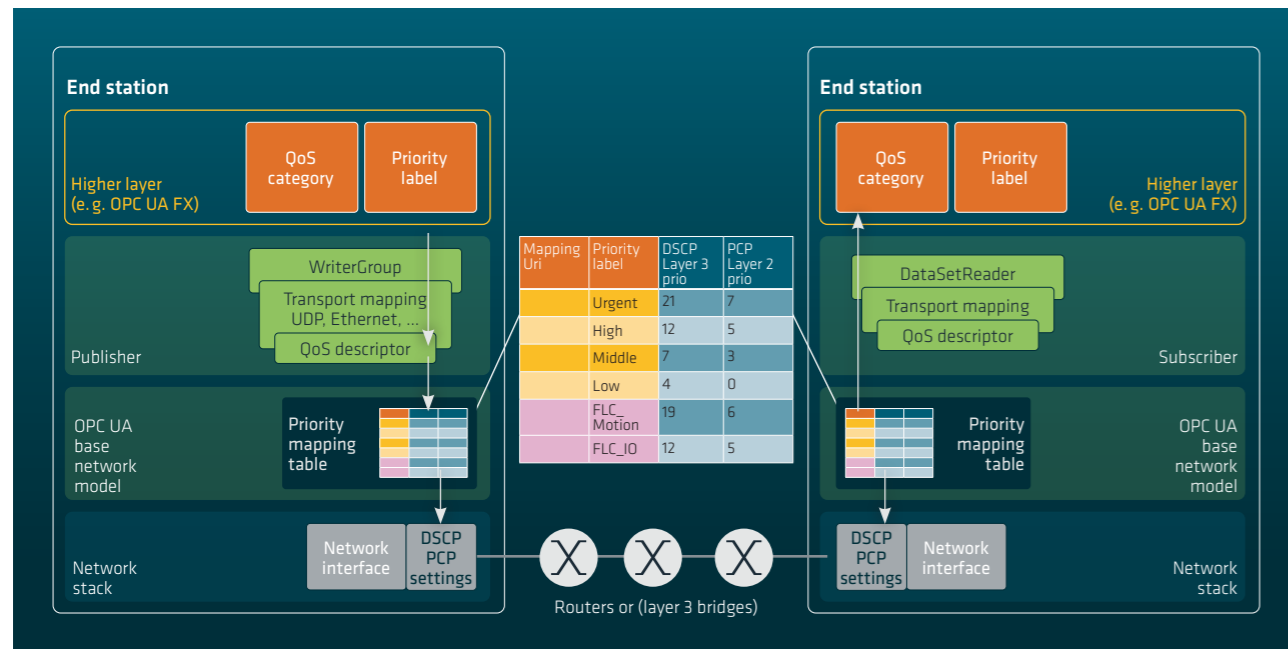 End station
QoS
category
Priority
label
Higher layer
(e. g. OPC UA FX)
WriterGroup
Transport mapping
UDP, Ethernet, ...
QoS descriptor
Publisher
OPC UA
base
network
model
Priority
mapping
table
Network
stack
Network
interface
DSCP
PCP
settings
Mapping
Uri
Priority
label
DSCP
Layer 3
prio
PCP
Layer 2
prio
Urgent 21 7
High 12 5
Middle 7 3
Low 4 0
FLC_
Motion
19 6
FLC_IO 12 5
Routers or (layer 3 bridges)
End station
QoS
category
Priority
label
Higher layer
(e. g. OPC UA FX)
DataSetReader
Transport mapping
QoS descriptor
Subscriber
Priority
mapping
table
OPC UA
base
network
model
DSCP
PCP
settings
Network
interface
Network
stack